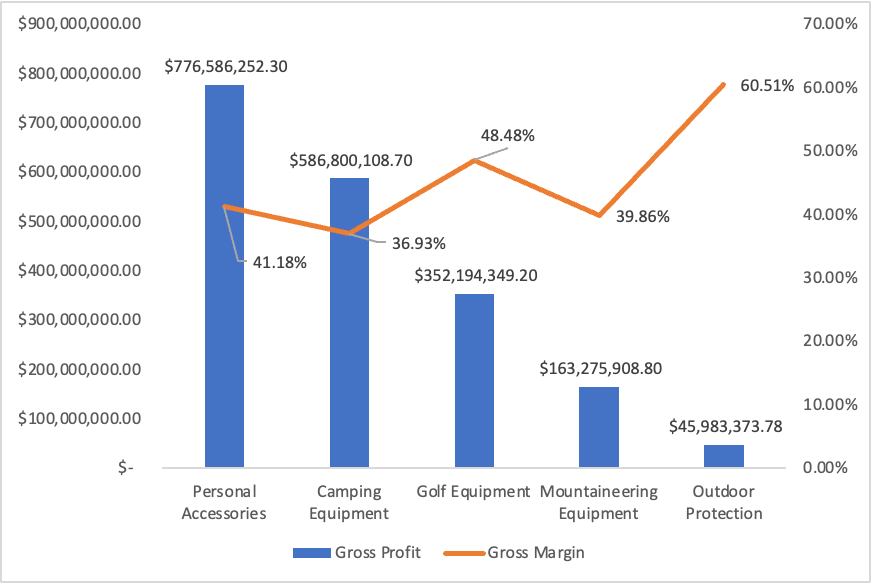 $900,000,000.00
$800,000,000.00
$700,000,000.00
$600,000,000.00
$500,000,000.00
$400,000,000.00
$300,000,000.00
$200,000,000.00
$100,000,000.00
$-
$776,586,252.30
$586,800,108.70
$352,194,349.20
$163,275,908.80
$45,983,373.78
41.18%
36.93%
48.48%
39.86%
60.51%
70.00%
60.00%
50.00%
40.00%
30.00%
20.00%
10.00%
0.00%
Personal
Accessories
Camping
Equipment
Golf Equipment
Mountaineering
Equipment
Outdoor
Protection
Gross Profit
Gross Margin